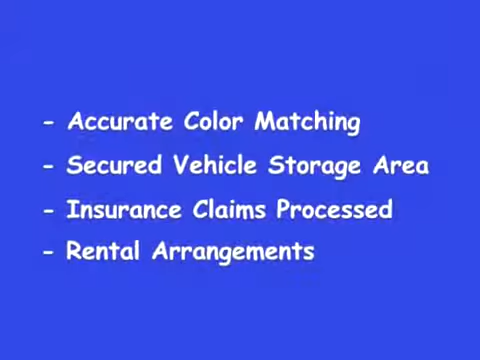 - Accurate Color Matching
- Secured Vehicle Storage Area
- Insurance Claims Processed
- Rental Arrangements